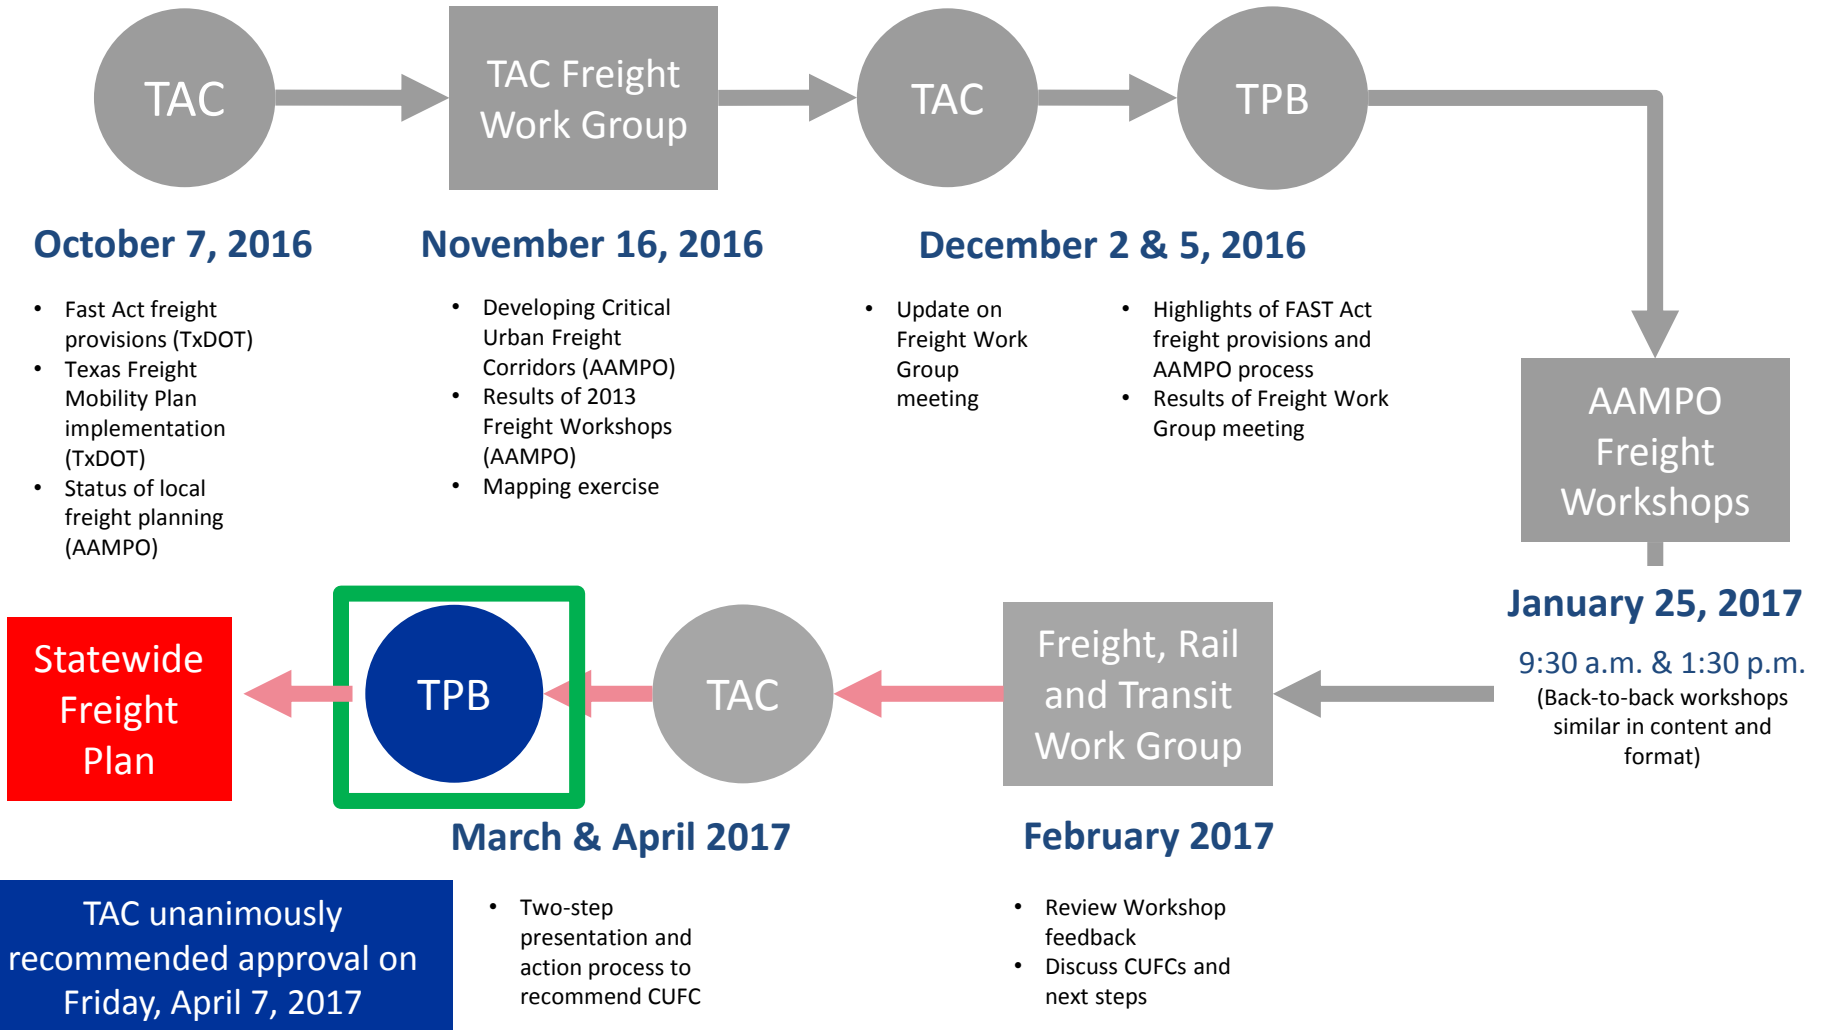 TAC
TAC Freight
Work Group
TAC
TPB
October 7, 2016
• Fast Act freight
provisions (TxDOT)
• Texas Freight
Mobility Plan
implementation
(TxDOT)
• Status of local
freight planning
(AAMPO)
November 16, 2016
• Developing Critical
Urban Freight
Corridors (AAMPO)
• Results of 2013
Freight Workshops
(AAMPO)
• Mapping exercise
December 2 & 5, 2016
• Update on
Freight Work
Group
meeting
• Highlights of FAST Act
freight provisions and
AAMPO process
• Results of Freight Work
Group meeting
AAMPO
Freight
Workshops
January 25, 2017
9:30 a.m. & 1:30 p.m.
(Back-to-back workshops
similar in content and
format)
Freight, Rail
and Transit
Work Group
February 2017
• Review Workshop
feedback
• Discuss CUFCs and
next steps
TAC
TPB
March & April 2017
• Two-step
presentation and
action process to
recommend CUFC
Statewide
Freight
Plan
TAC unanimously
recommended approval on
Friday, April 7, 2017